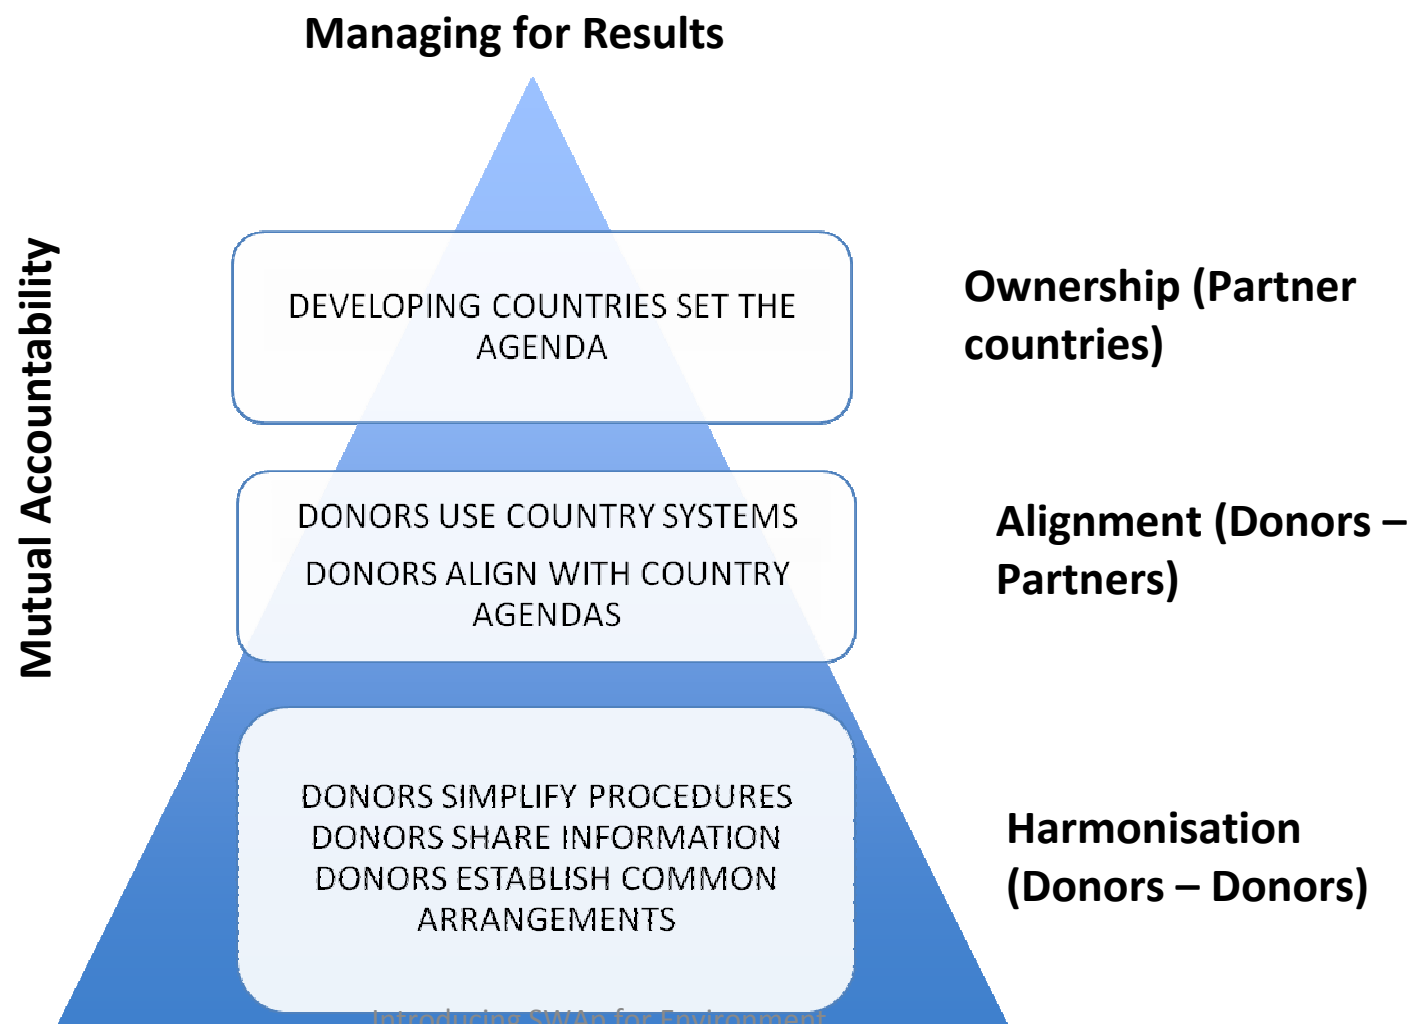 Managing for Results
Mutual Accountability
DEVELOPING COUNTRIES SET THE
AGENDA
Ownership (Partner
countries)
DONORS USE COUNTRY SYSTEMS
DONORS ALIGN WITH COUNTRY
AGENDAS
Alignment (Donors –
Partners)
DONORS SIMPLIFY PROCEDURES
DONORS SHARE INFORMATION
DONORS ESTABLISH COMMON
ARRANGEMENTS
Harmonisation
(Donors – Donors)
Introducing SWAp for Environment